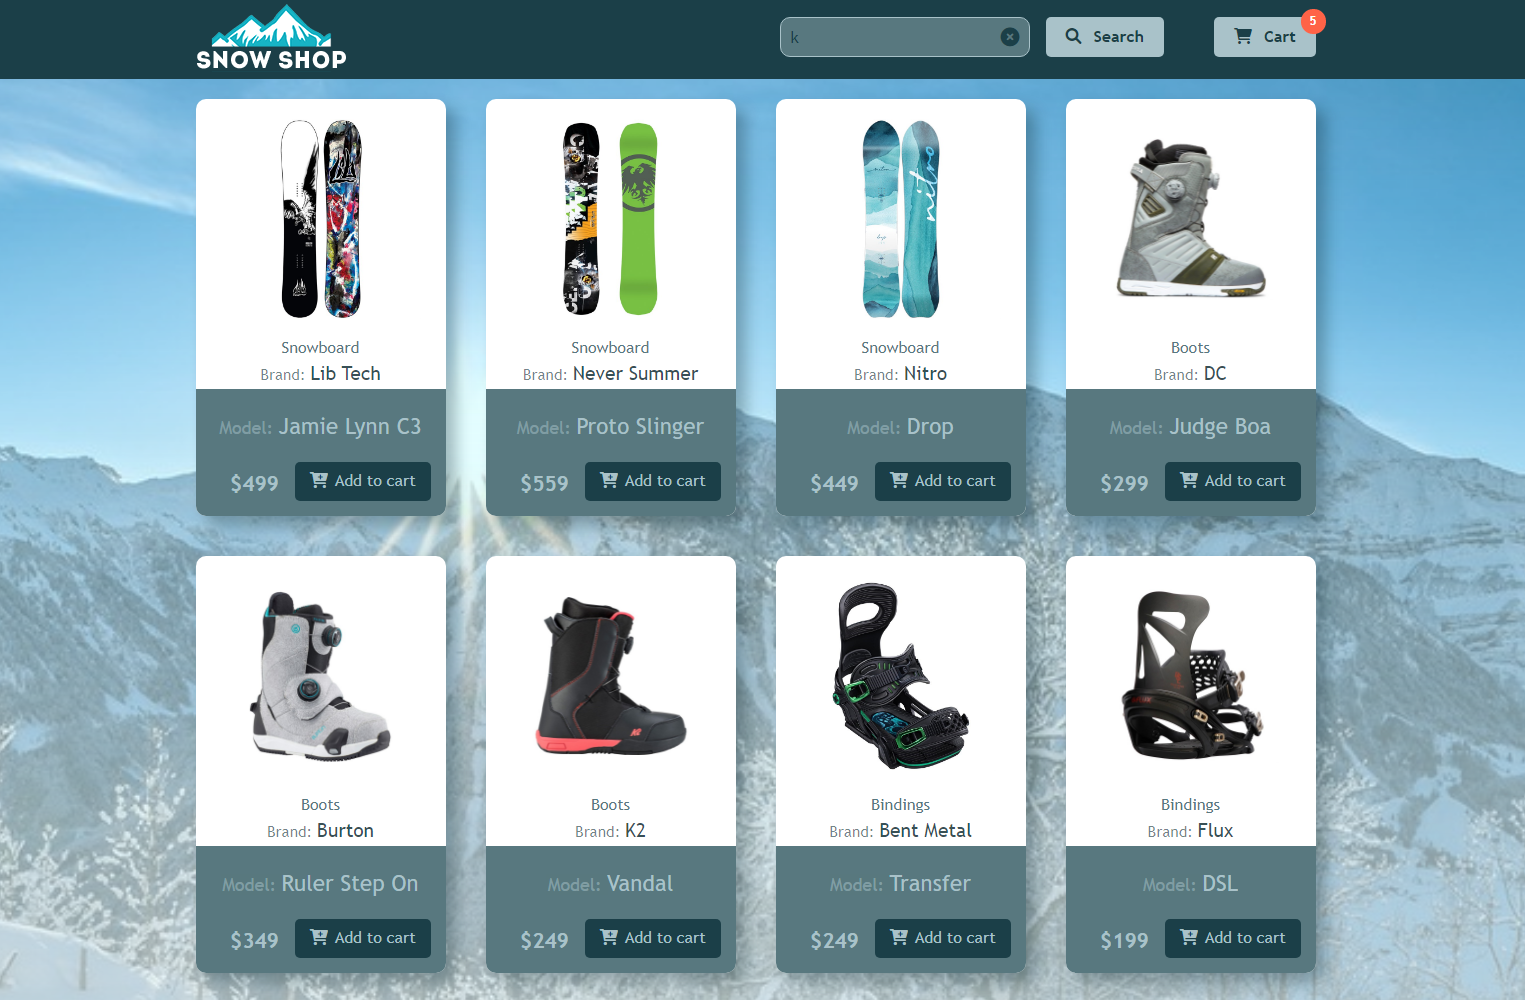 SNOW SHOP
k
Search
Cart
5
nitro
Snowboard
Brand: Lib Tech
Model: Jamie Lynn C3
$499
Add to cart
Snowboard
Brand: Never Summer
Model: Proto Slinger
$559
Add to cart
Snowboard
Brand: Nitro
Model: Drop
$449
Add to cart
Boots
Brand: DC
Model: Judge Boa
$299
Add to cart
Boots
Brand: Burton
Model: Ruler Step On
$349
Add to cart
K2
Boots
Brand: K2
Model: Vandal
$249
Add to cart
Bindings
Brand: Bent Metal
Model: Transfer
$249
Add to cart
Bindings
Brand: Flux
Model: DSL
$199
Add to cart